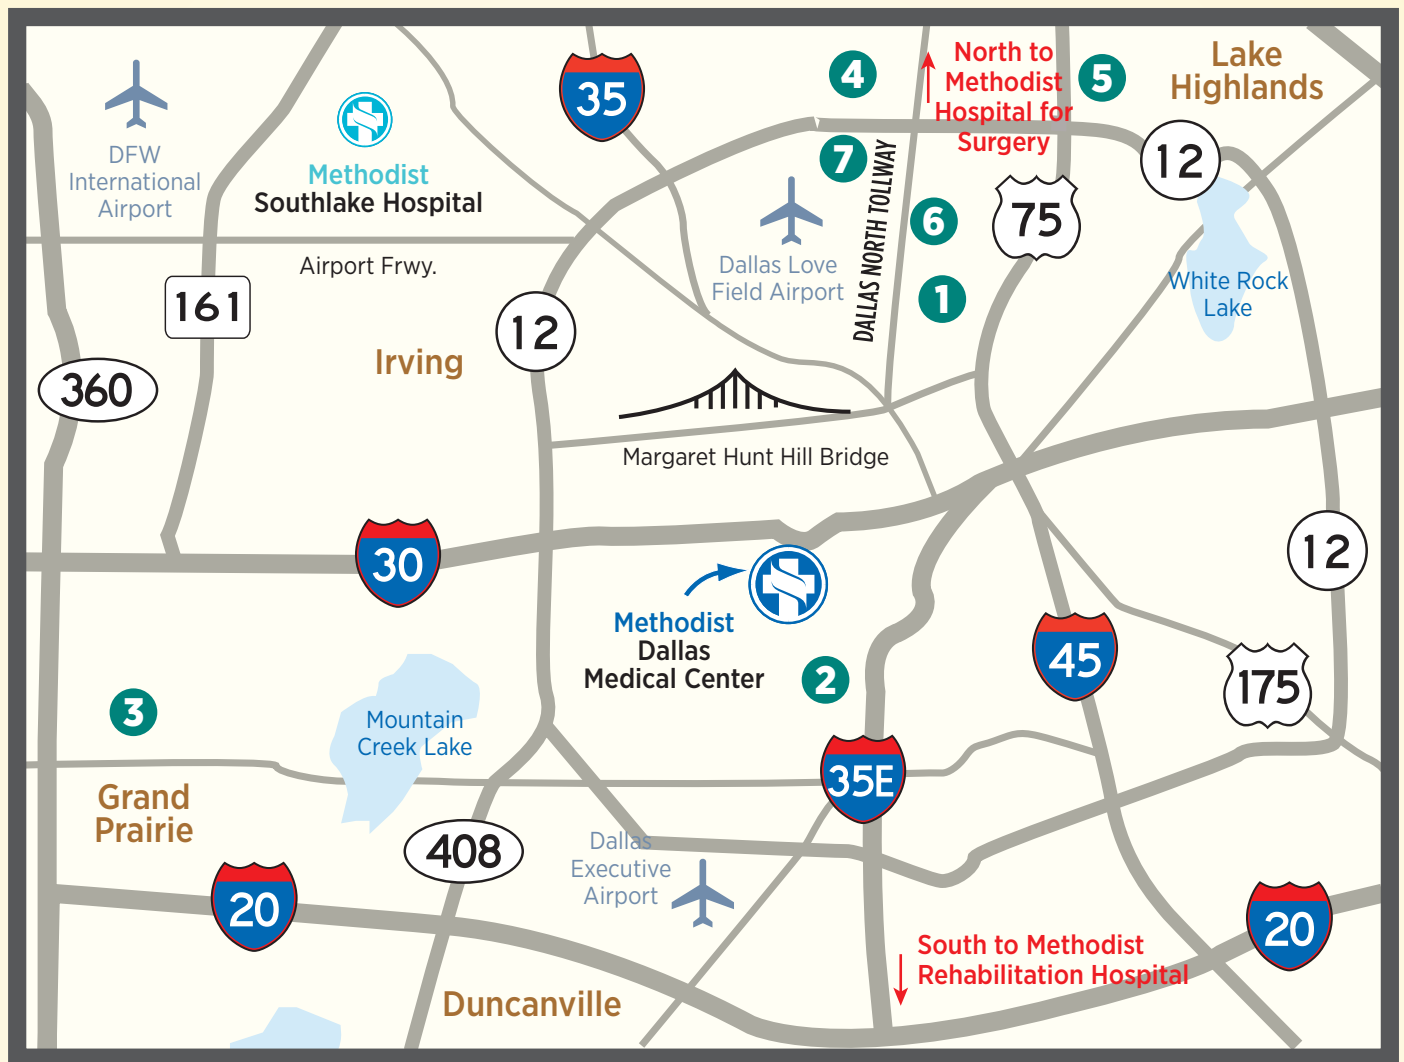 North to
Methodist
Hospital for
Surgery
Lake
Highlands
35
4
5
DFW
International
Airport
Methodist
Southlake Hospital
7
12
DALLAS NORTH TOLLWAY
6
75
Airport Frwy.
Dallas Love
Field Airport
1
White Rock
Lake
161
12
Irving
360
Margaret Hunt Hill Bridge
30
12
Methodist
Dallas
Medical Center
2
45
175
3
Mountain
Creek Lake
35E
Grand
Prairie
408
Dallas
Executive
Airport
20
20
South to Methodist
Rehabilitation Hospital
Duncanville